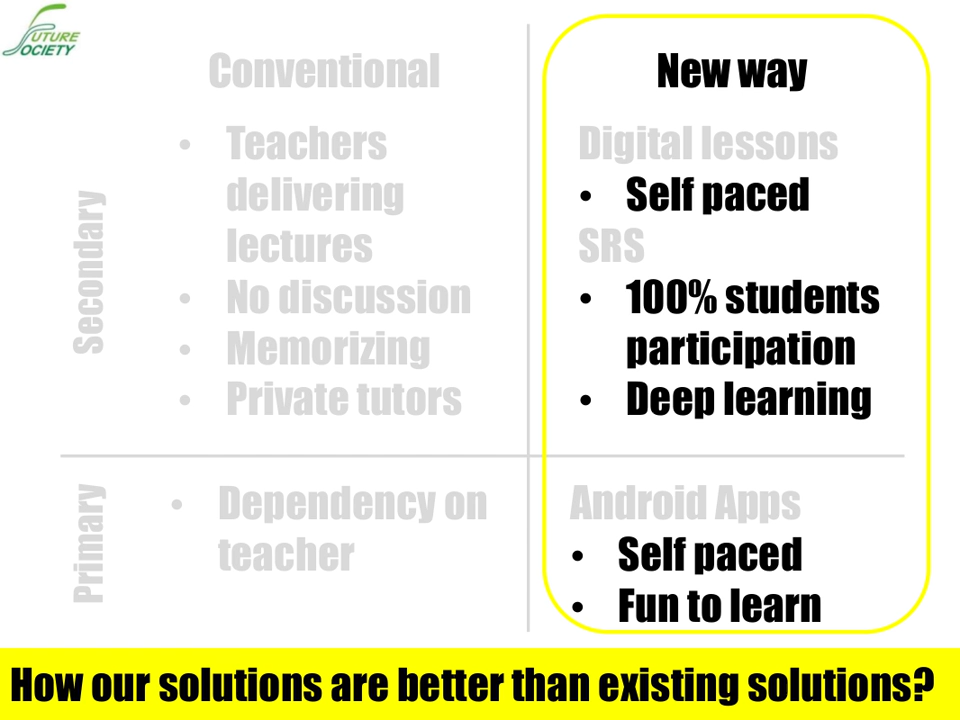 FUTURE
SOCIETY
Conventional
New way
Secondary
• Teachers
delivering
lectures
• No discussion
• Memorizing
• Private tutors
Digital lessons
• Self paced
SRS
• 100% students
participation
• Deep learning
Primary
• Dependency on
teacher
Android Apps
• Self paced
• Fun to learn
How our solutions are better than existing solutions?